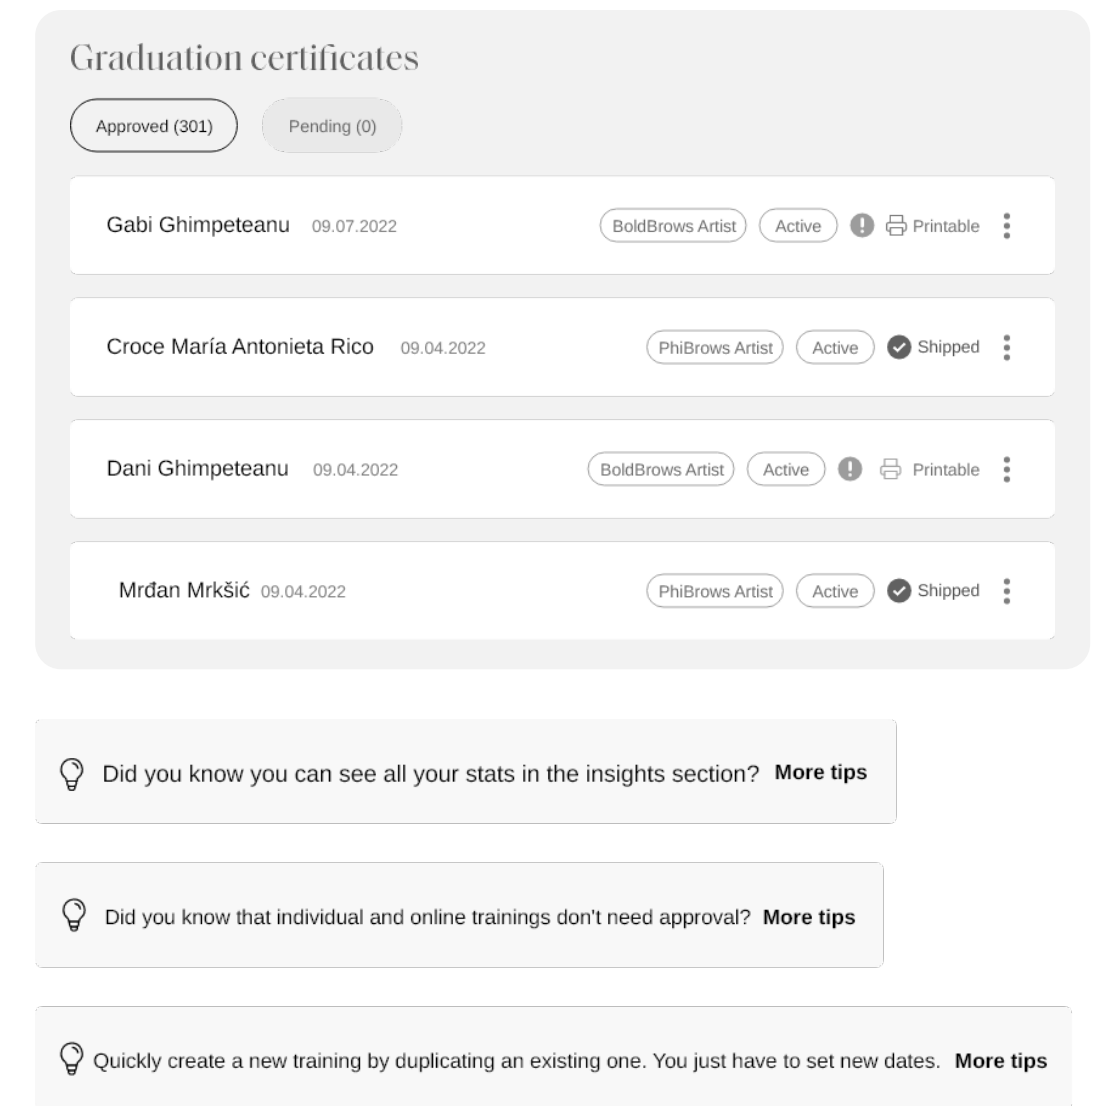 Graduation certificates
Approved (301) Pending (0)
Gabi Ghimpeteanu 09.07.2022 BoldBrows Artist Active Printable
Croce María Antonieta Rico 09.04.2022 PhiBrows Artist Active Shipped
Dani Ghimpeteanu 09.04.2022 BoldBrows Artist Active Printable
Mrđan Mrkšić 09.04.2022 PhiBrows Artist Active Shipped
Did you know you can see all your stats in the insights section? More tips
Did you know that individual and online trainings don't need approval? More tips
Quickly create a new training by duplicating an existing one. You just have to set new dates. More tips